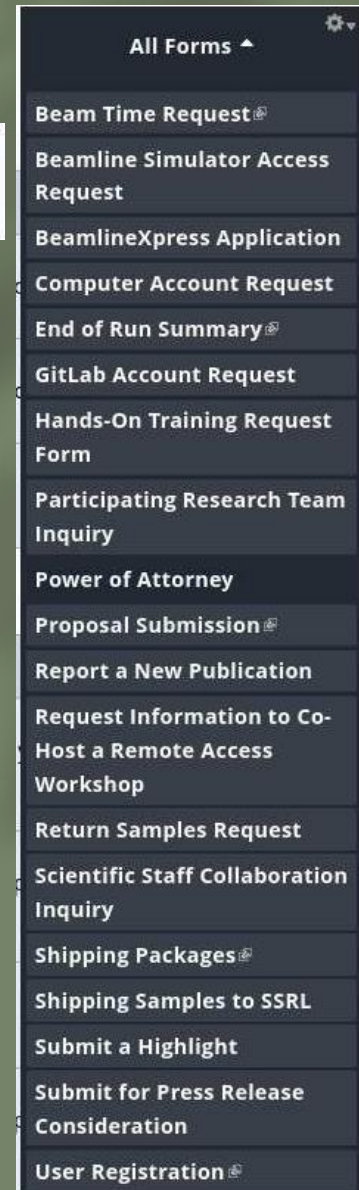 All Forms
Beam Time Request
Beamline Simulator Access
Request
BeamlineXpress Application
Computer Account Request
End of Run Summary
GitLab Account Request
Hands-On Training Request
Form
Participating Research Team
Inquiry
Power of Attorney
Proposal Submission
Report a New Publication
Request Information to Co-
Host a Remote Access
Workshop
Return Samples Request
Scientific Staff Collaboration
Inquiry
Shipping Packages
Shipping Samples to SSRL
Submit a Highlight
Submit for Press Release
Consideration
User Registration